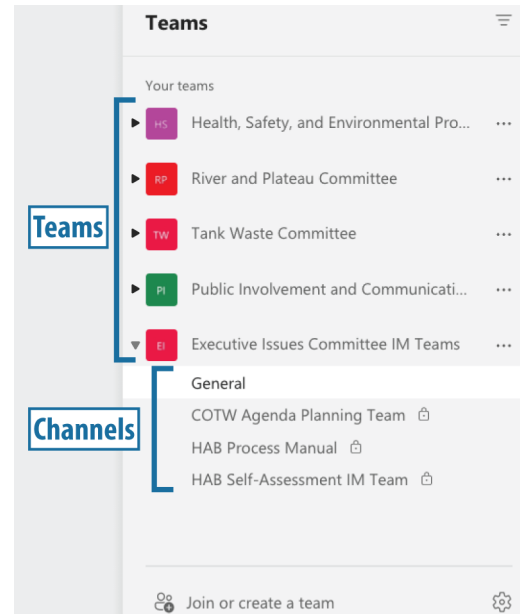 Teams
Your teams
HS Health, Safety, and Environmental Pro... ...
RP River and Plateau Committee ...
Teams
TW Tank Waste Committee ...
PI Public Involvement and Communicati... ...
EI Executive Issues Committee IM Teams ...
General
COTW Agenda Planning Team
Channels
HAB Process Manual
HAB Self-Assessment IM Team
Join or create a team